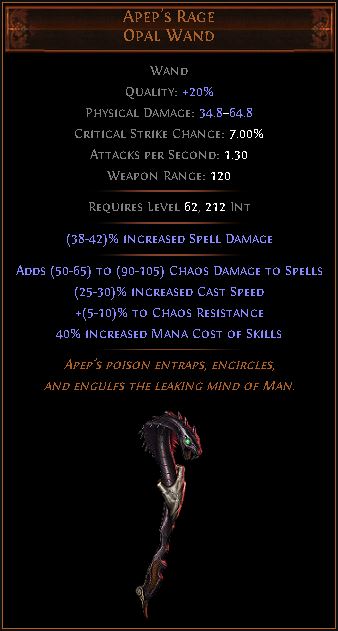 Apep's Rage
Opal Wand
Wand
Quality: +20%
Physical Damage: 34.8–64.8
Critical Strike Chance: 7.00%
Attacks per Second: 1.30
Weapon Range: 120
Requires Level 62, 212 Int
(38-42)% increased Spell Damage
Adds (50-65) to (90-105) Chaos Damage to Spells
(25-30)% increased Cast Speed
+(5-10)% to Chaos Resistance
40% increased Mana Cost of Skills
Apep's poison entraps, encircles,
and engulfs the leaking mind of Man.